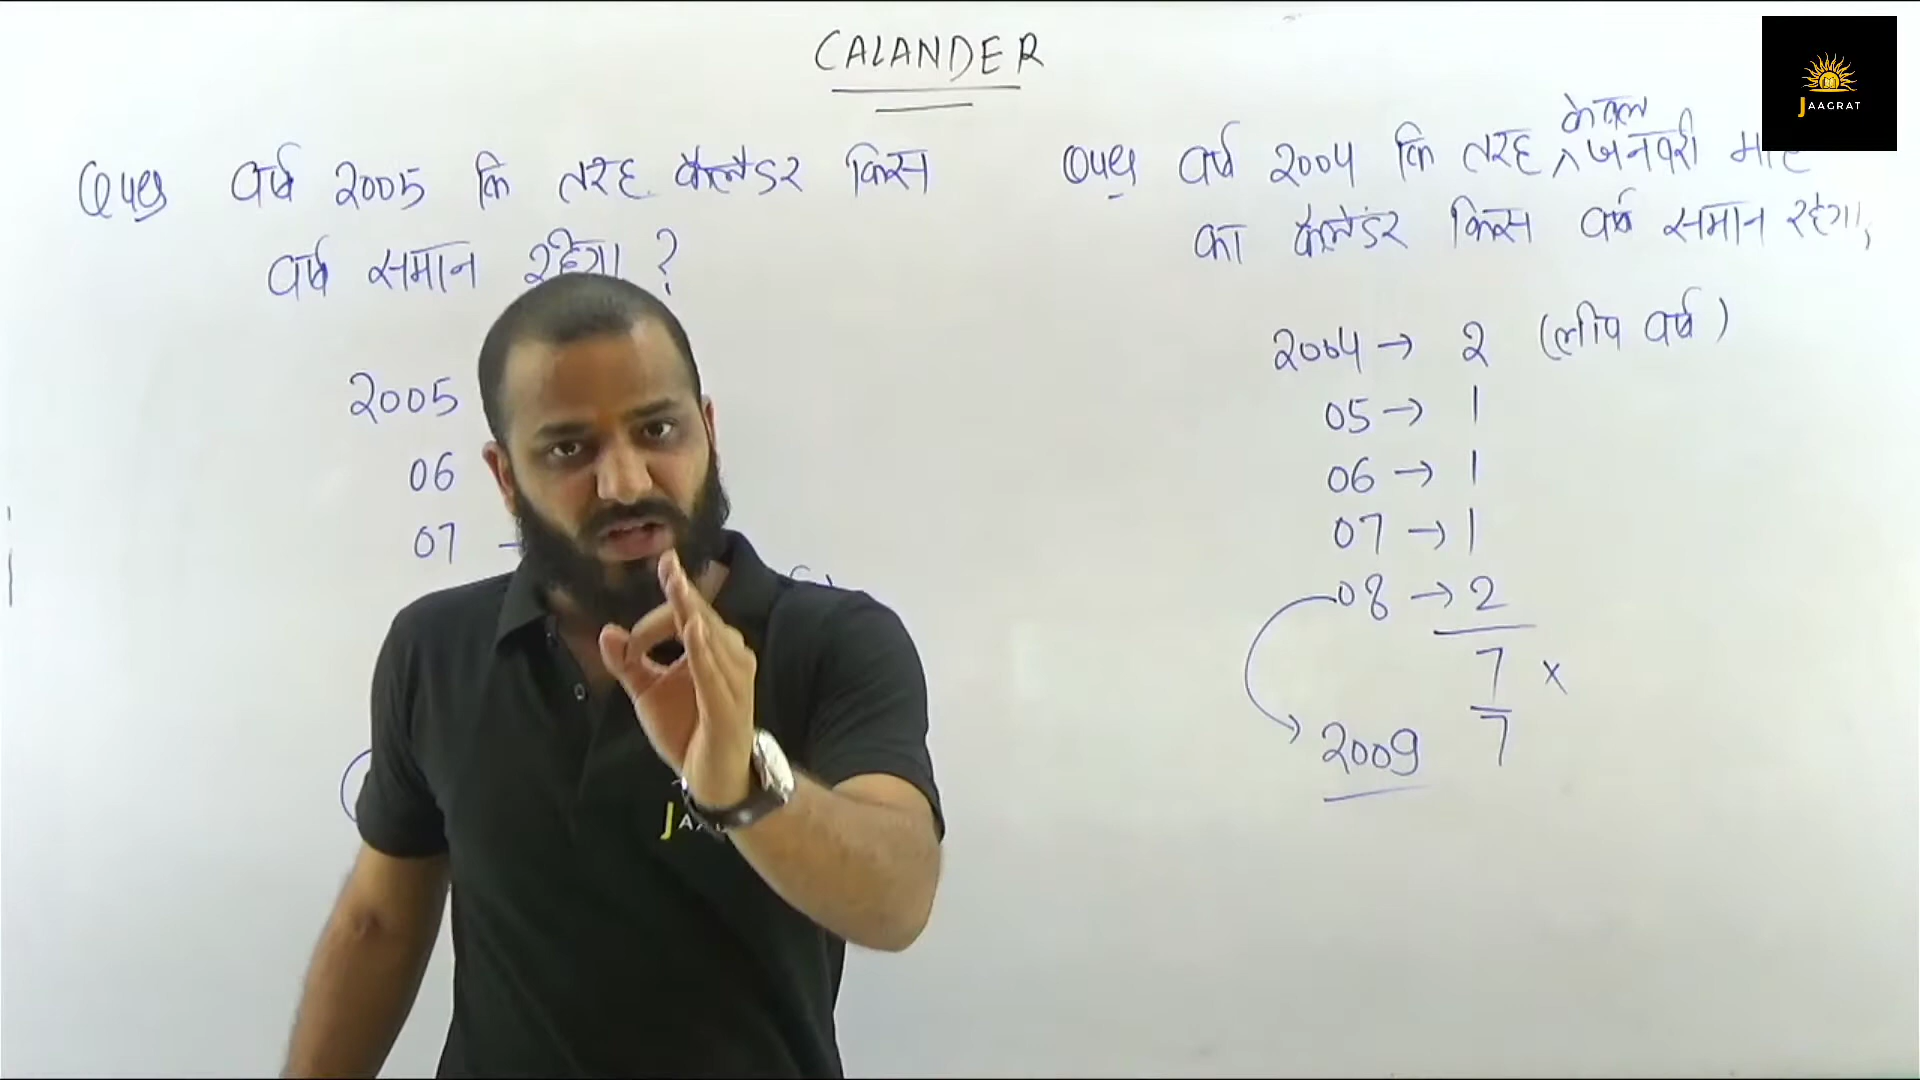 CALANDER
Ques वर्ष 2005 कि तरह कैलेंडर किस
वर्ष समान रहेगा ?
2005
06
07 -
केवल
Ques वर्ष 2004 कि तरह ^ जनवरी माह
का कैलेंडर किस वर्ष समान रहेगा,
2004 → 2 (लीप वर्ष)
05 → 1
06 → 1
07 → 1
08 → 2
7 x
7
2009
JAAGRAT